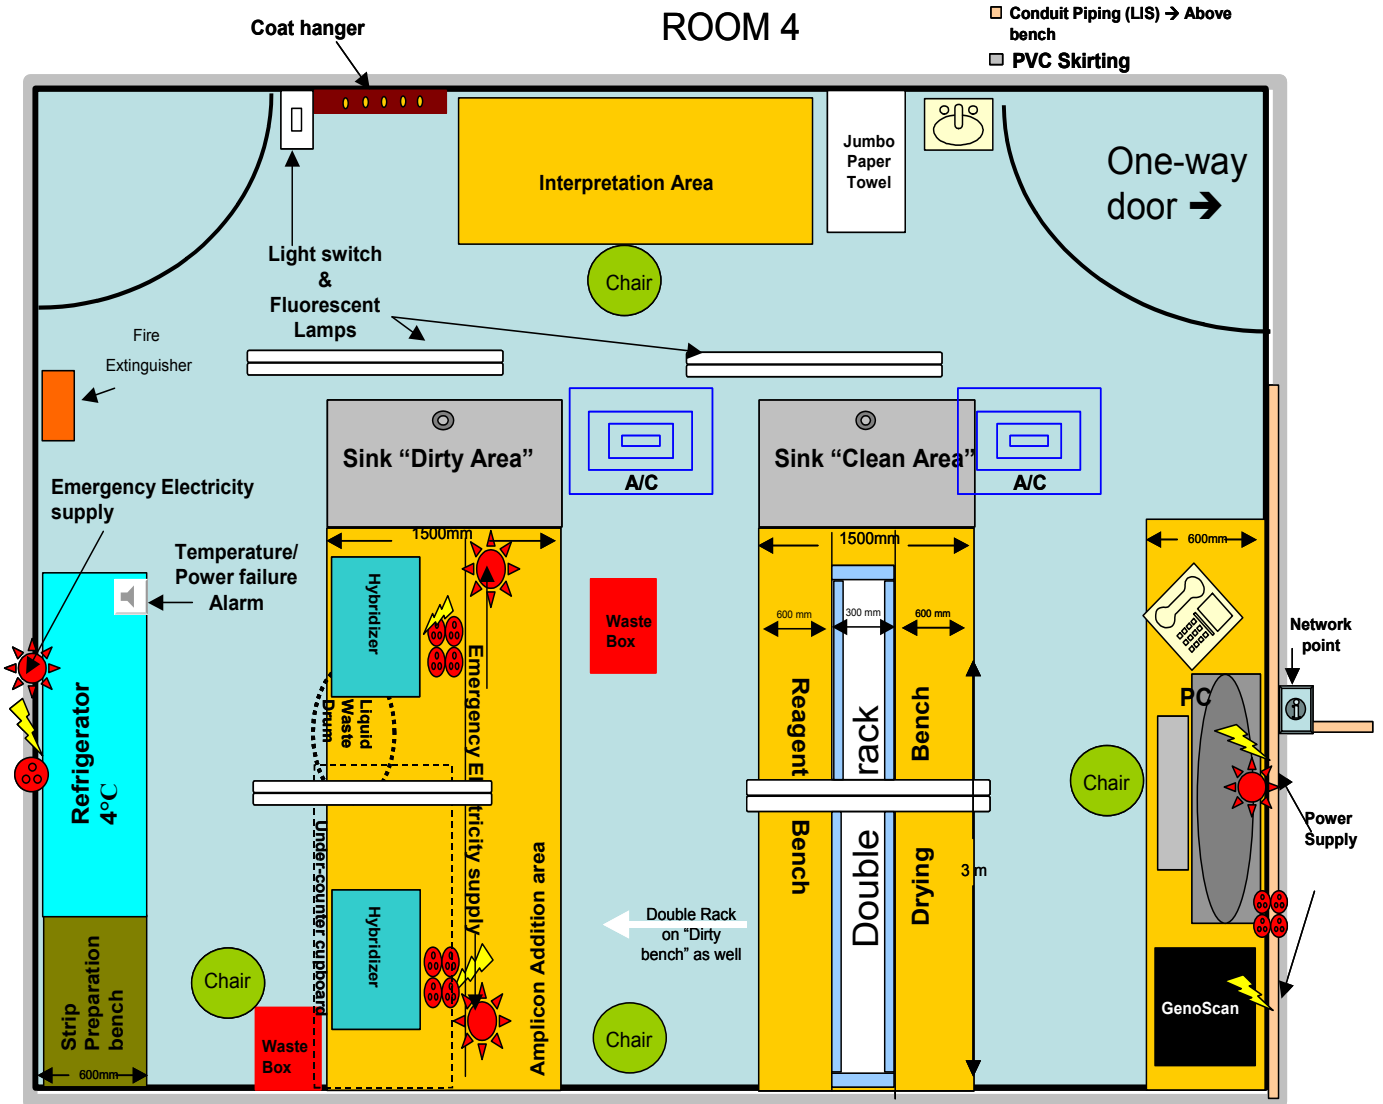 ROOM 4
Conduit Piping (LIS) → Above
bench
PVC Skirting
Coat hanger
Interpretation Area
Jumbo
Paper
Towel
One-way
door →
Light switch
&
Fluorescent
Lamps
Chair
Fire
Extinguisher
Sink “Dirty Area”
A/C
Sink “Clean Area”
A/C
Emergency Electricity
supply
Temperature/
Power failure
Alarm
1500mm
1500mm
600mm
Hybridizer
Waste
Box
600 mm
300 mm
600 mm
Network
point
Refrigerator
4°C
Liquid
Waste
Drum
Emergency Electricity supply
Reagent
Bench
Double rack
Drying Bench
PC
Chair
Power
Supply
Under-counter cupboard
Hybridizer
Amplicon Addition area
3 m
Double Rack
on “Dirty
bench” as well
Strip
Preparation
bench
600mm
Chair
Waste
Box
Chair
GenoScan